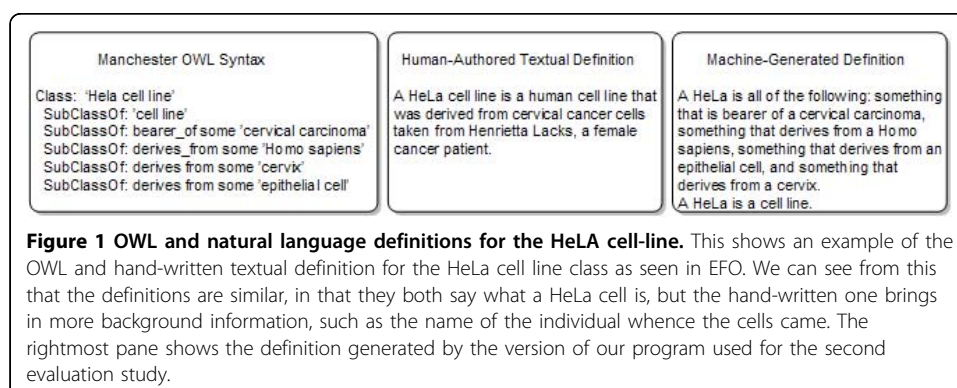 Manchester OWL Syntax
Class: 'Hela cell line'
SubClassOf: 'cell line'
SubClassOf: bearer_of some 'cervical carcinoma'
SubClassOf: derives_from some 'Homo sapiens'
SubClassOf: derives from some 'cervix'
SubClassOf: derives from some 'epithelial cell'
Human-Authored Textual Definition
A HeLa cell line is a human cell line that
was derived from cervical cancer cells
taken from Henrietta Lacks, a female
cancer patient.
Machine-Generated Definition
A HeLa is all of the following: something
that is bearer of a cervical carcinoma,
something that derives from a Homo
sapiens, something that derives from an
epithelial cell, and something that
derives from a cervix.
A HeLa is a cell line.
Figure 1 OWL and natural language definitions for the HeLA cell-line. This shows an example of the
OWL and hand-written textual definition for the HeLa cell line class as seen in EFO. We can see from this
that the definitions are similar, in that they both say what a HeLa cell is, but the hand-written one brings
in more background information, such as the name of the individual whence the cells came. The
rightmost pane shows the definition generated by the version of our program used for the second
evaluation study.